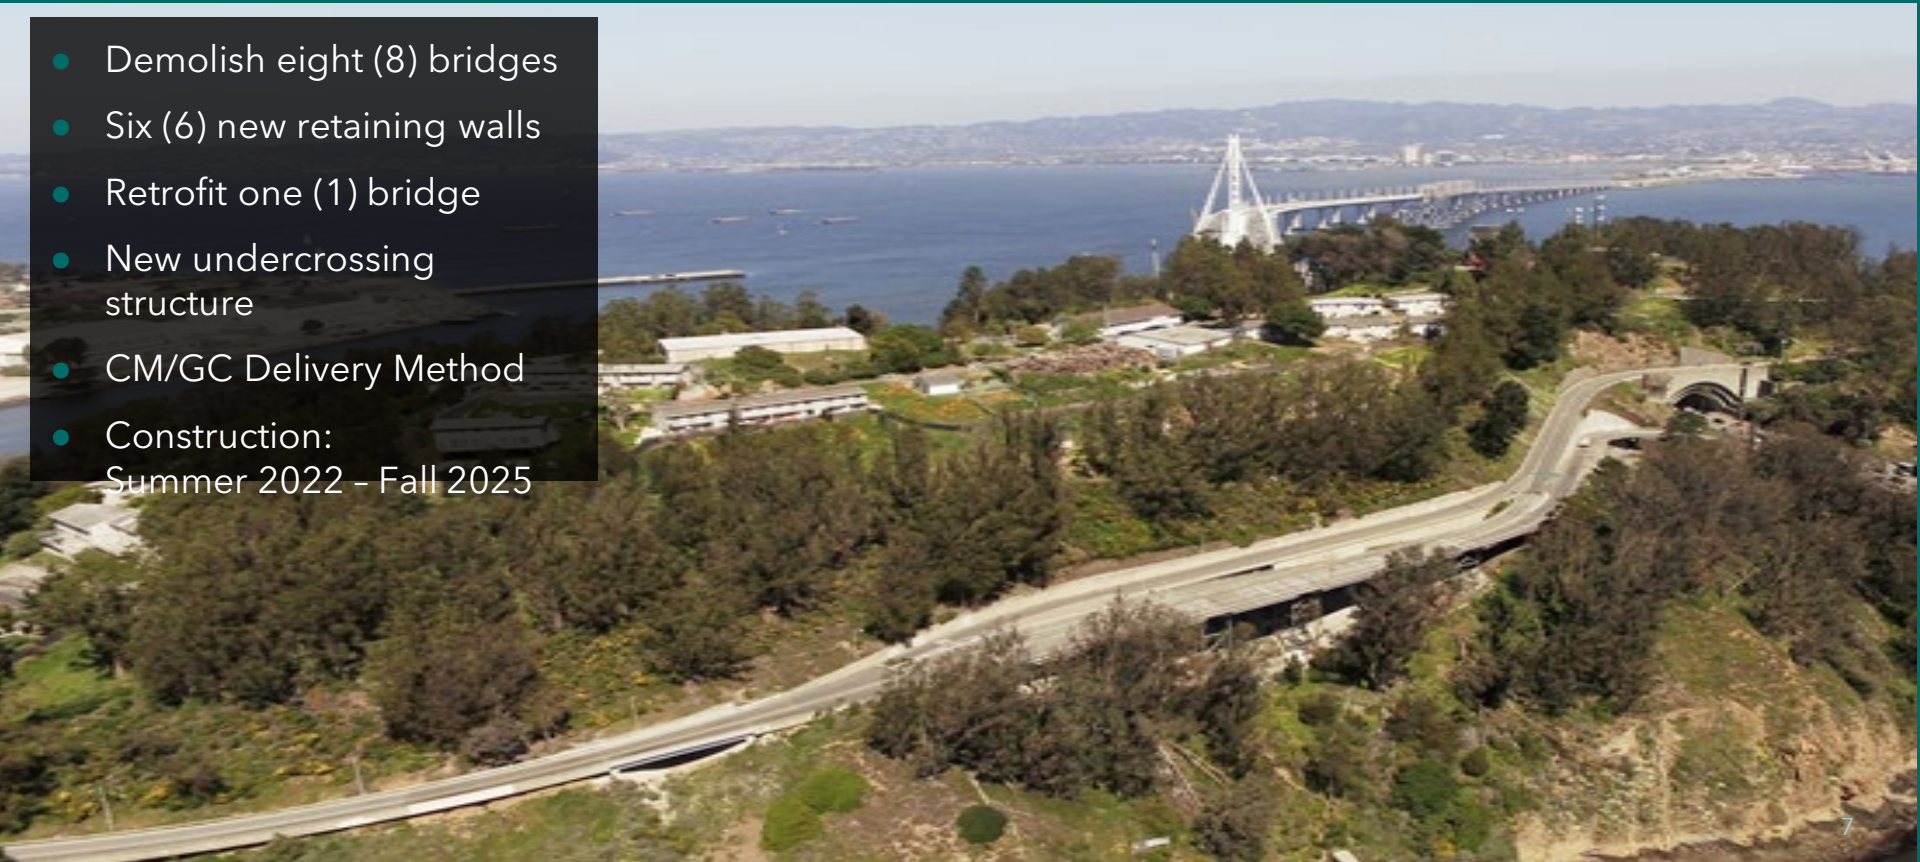 Demolish eight (8) bridges
Six (6) new retaining walls
Retrofit one (1) bridge
New undercrossing
structure
CM/GC Delivery Method
Construction:
Summer 2022 – Fall 2025
7